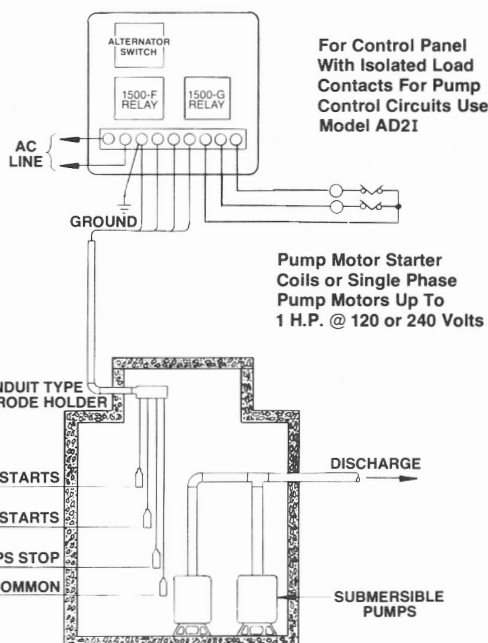 ALTERNATOR
SWITCH
1500-F
RELAY
1500-G
RELAY
For Control Panel
With Isolated Load
Contacts For Pump
Control Circuits Use
Model AD2I
AC
LINE
GROUND
Pump Motor Starter
Coils or Single Phase
Pump Motors Up To
1 H.P. @ 120 or 240 Volts
NDUIT TYPE
RODE HOLDER
STARTS
STARTS
PS STOP
OMMON
DISCHARGE
SUBMERSIBLE
PUMPS